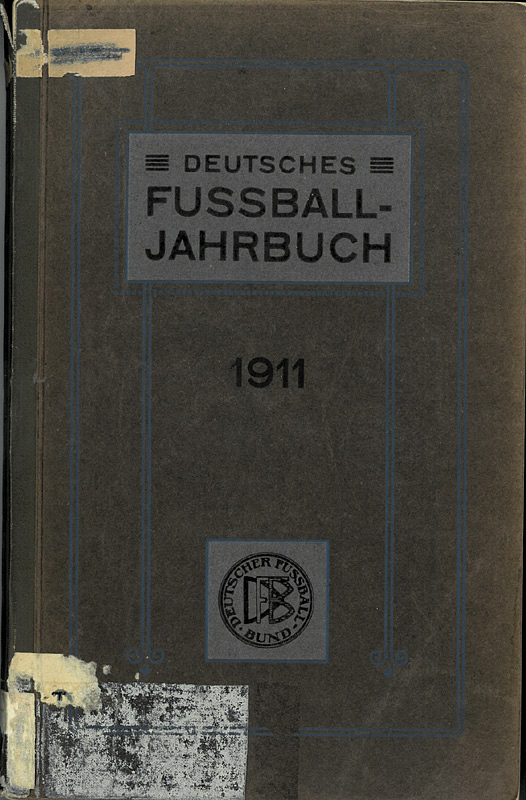 DEUTSCHES
FUSSBALL-
JAHRBUCH
1911
DEUTSCHER FUSSBALL-
BUND
DFB